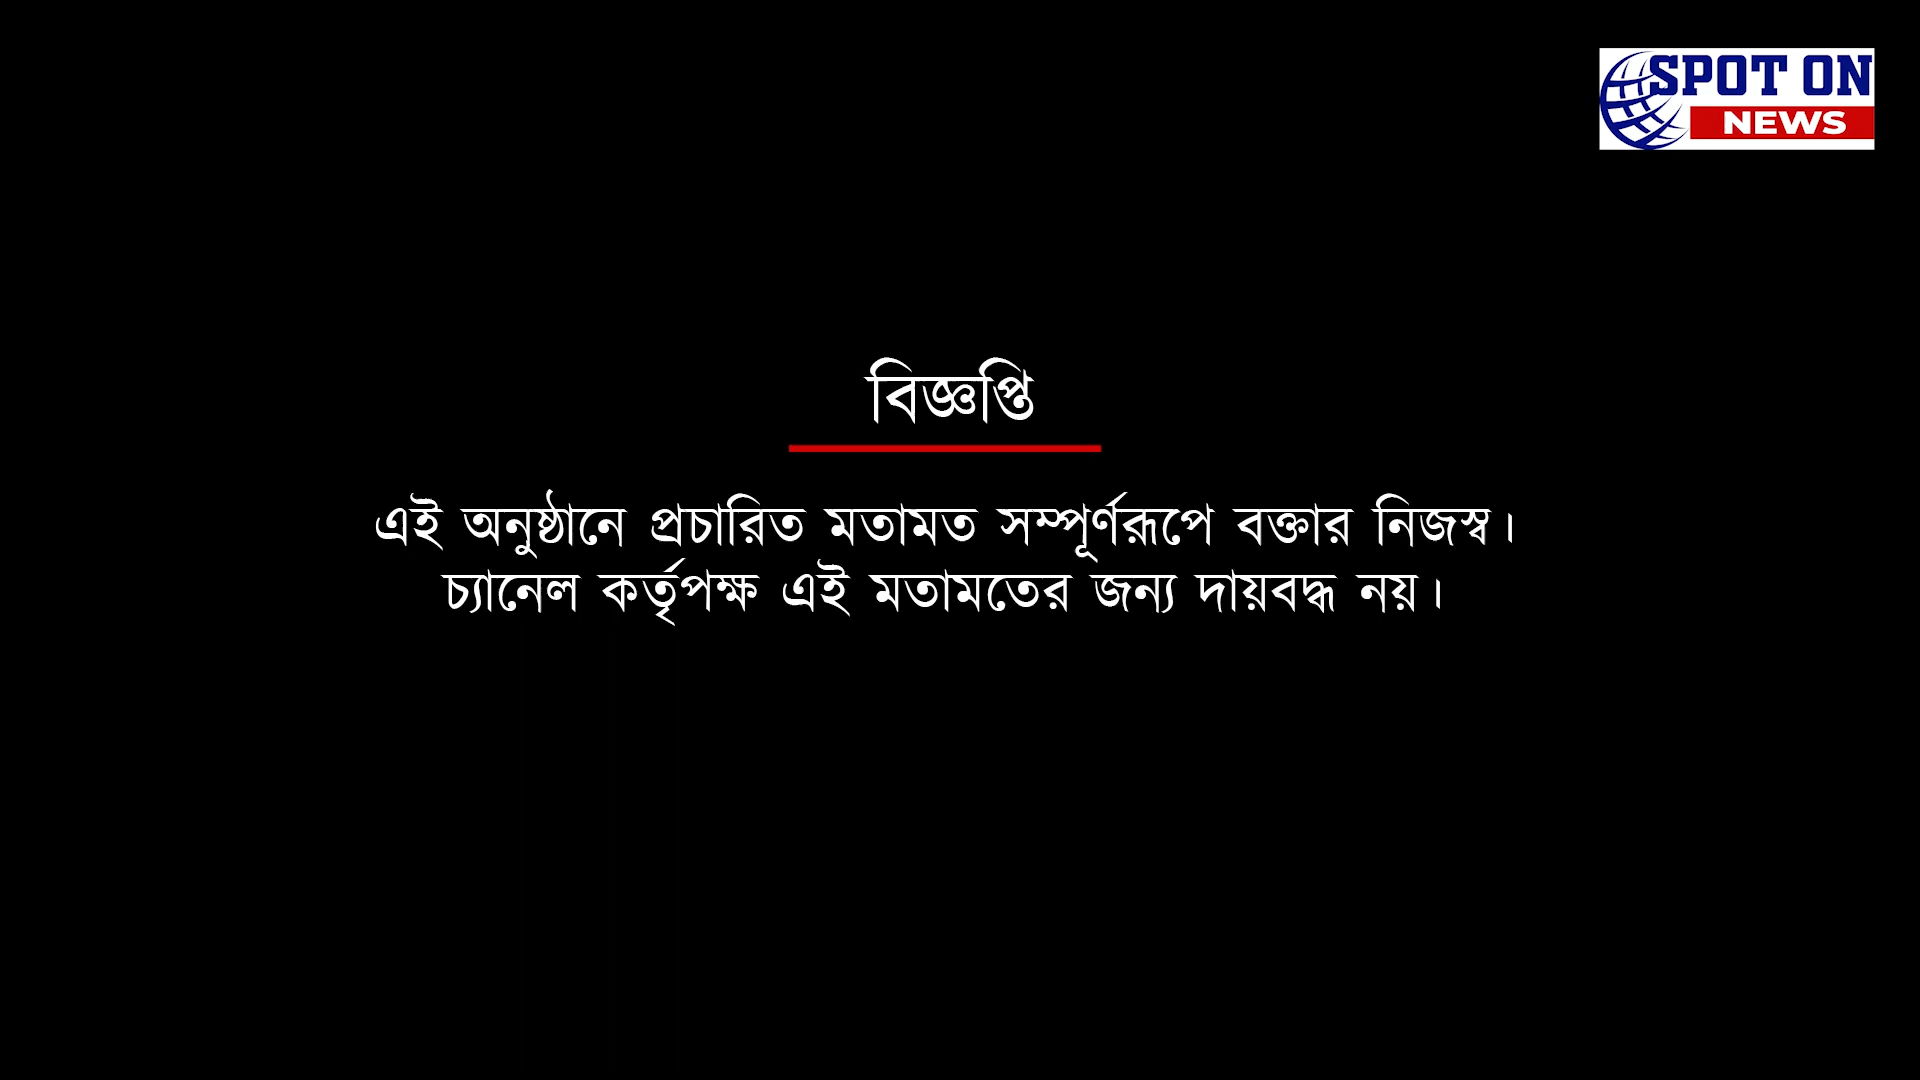 SPOT ON
NEWS
বিজ্ঞপ্তি
এই অনুষ্ঠানে প্রচারিত মতামত সম্পূর্ণরূপে বক্তার নিজস্ব।
চ্যানেল কর্তৃপক্ষ এই মতামতের জন্য দায়বদ্ধ নয়।